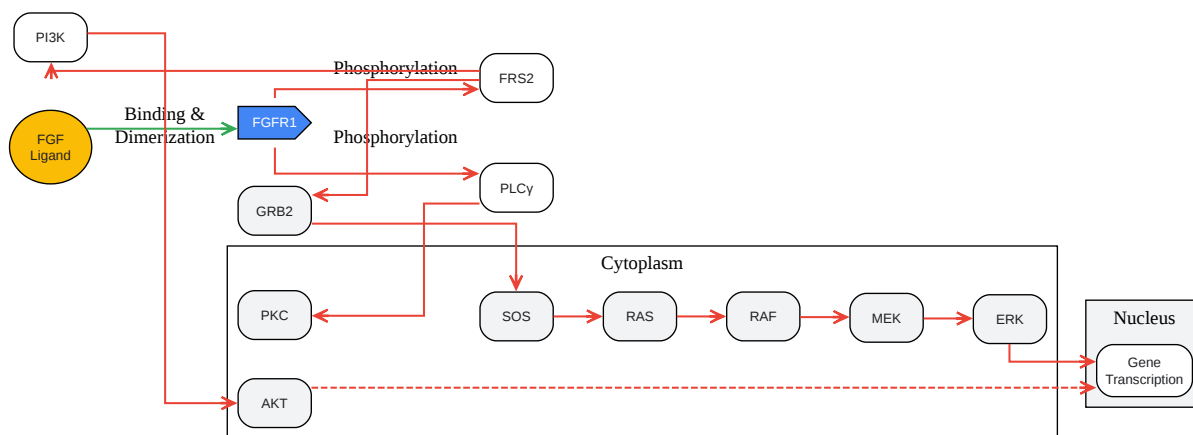 PI3K
Phosphorylation
FRS2
Binding &
Dimerization
FGFR1
FGF
Ligand
Phosphorylation
PLCγ
GRB2
Cytoplasm
PKC
SOS
RAS
RAF
MEK
ERK
Nucleus
Gene
Transcription
AKT